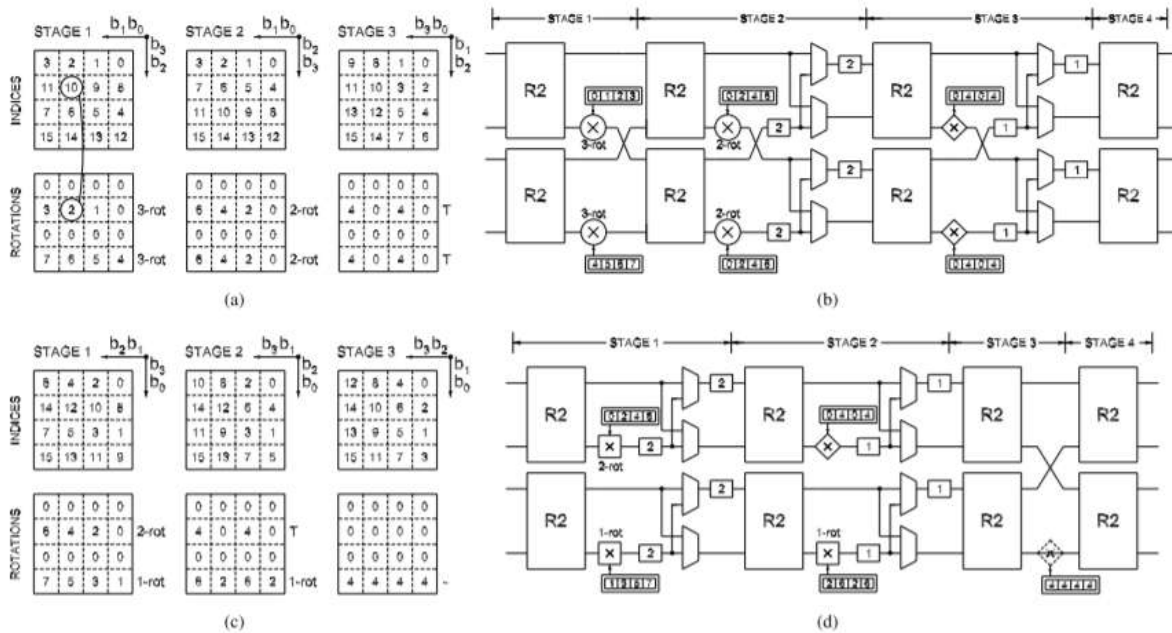 STAGE 1 b1b0 b3 b2
STAGE 2 b1b0 b2 b3
STAGE 3 b3b0 b1 b2
INDICES
3 2 1 0
11 10 9 8
7 6 5 4
15 14 13 12
3 2 1 0
7 6 5 4
11 10 9 8
15 14 13 12
9 8 1 0
11 10 3 2
13 12 5 4
15 14 7 6
ROTATIONS
0 0 0 0
3 2 1 0 3-rot
0 0 0 0
7 6 5 4 3-rot
0 0 0 0
6 4 2 0 2-rot
0 0 0 0
6 4 2 0 2-rot
0 0 0 0
4 0 4 0 T
0 0 0 0
4 0 4 0 T
(a)
STAGE 1 STAGE 2 STAGE 3 STAGE 4
R2 R2 2 R2 1 R2
0 1 2 3
0 2 4 6
0 4 0 4
3-rot 2-rot 2 1
R2 R2 2 R2 1 R2
3-rot 2-rot 2 1
4 5 6 7
0 2 4 6
0 4 0 4
(b)
STAGE 1 b2b1 b3 b0
STAGE 2 b3b1 b2 b0
STAGE 3 b3b2 b1 b0
INDICES
6 4 2 0
14 12 10 8
7 5 3 1
15 13 11 9
10 8 2 0
14 12 6 4
11 9 3 1
15 13 7 5
12 8 4 0
14 10 6 2
13 9 5 1
15 11 7 3
ROTATIONS
0 0 0 0
6 4 2 0 2-rot
0 0 0 0
7 5 3 1 1-rot
0 0 0 0
4 0 4 0 T
0 0 0 0
6 2 6 2 1-rot
0 0 0 0
0 0 0 0
0 0 0 0
4 4 4 4 -
(c)
STAGE 1 STAGE 2 STAGE 3 STAGE 4
R2 2 R2 1 R2 R2
0 2 4 6
0 4 0 4
2-rot 2 1
R2 2 R2 1 R2 R2
1-rot 2 1-rot 1
1 3 5 7
2 6 2 6
4 4 4 4
(d)